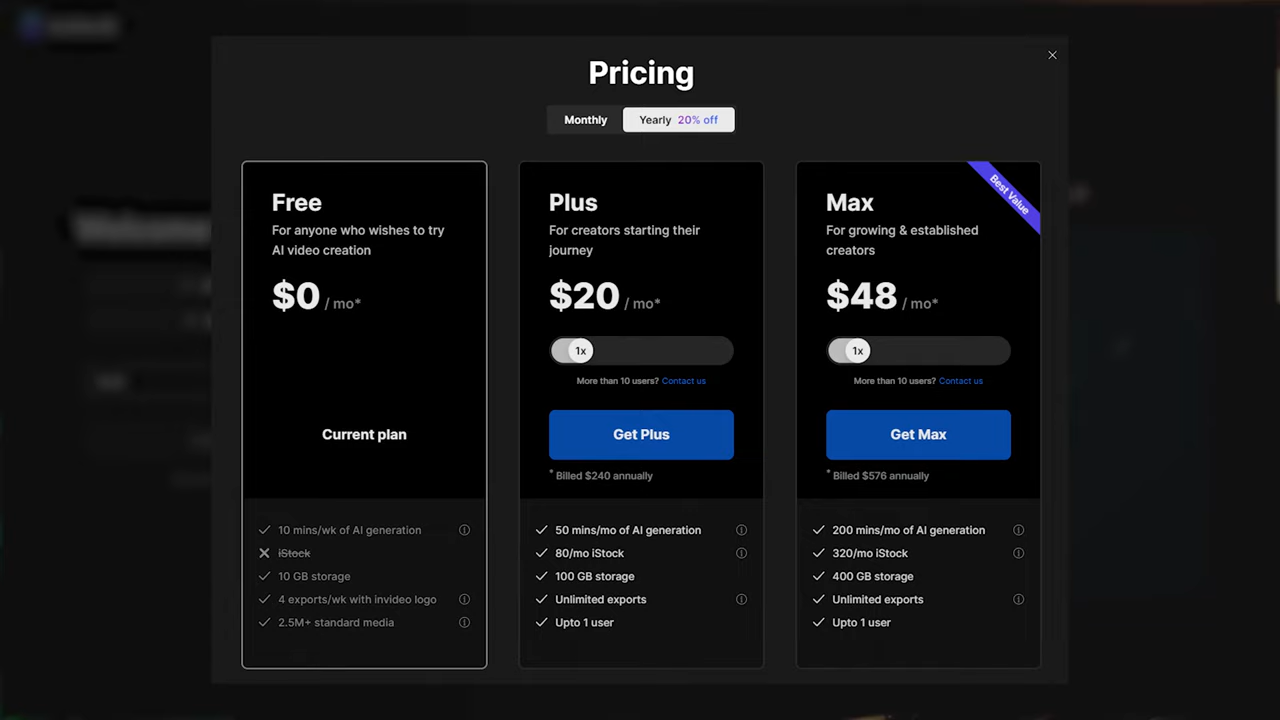 Pricing
Monthly
Yearly 20% off
Free
For anyone who wishes to try
AI video creation
$0 / mo*
Current plan
10 mins/wk of AI generation
iStock
10 GB storage
4 exports/wk with invideo logo
2.5M+ standard media
Plus
For creators starting their
journey
$20 / mo*
1x
More than 10 users? Contact us
Get Plus
* Billed $240 annually
50 mins/mo of AI generation
80/mo iStock
100 GB storage
Unlimited exports
Upto 1 user
Best Value
Max
For growing & established
creators
$48 / mo*
1x
More than 10 users? Contact us
Get Max
* Billed $576 annually
200 mins/mo of AI generation
320/mo iStock
400 GB storage
Unlimited exports
Upto 1 user